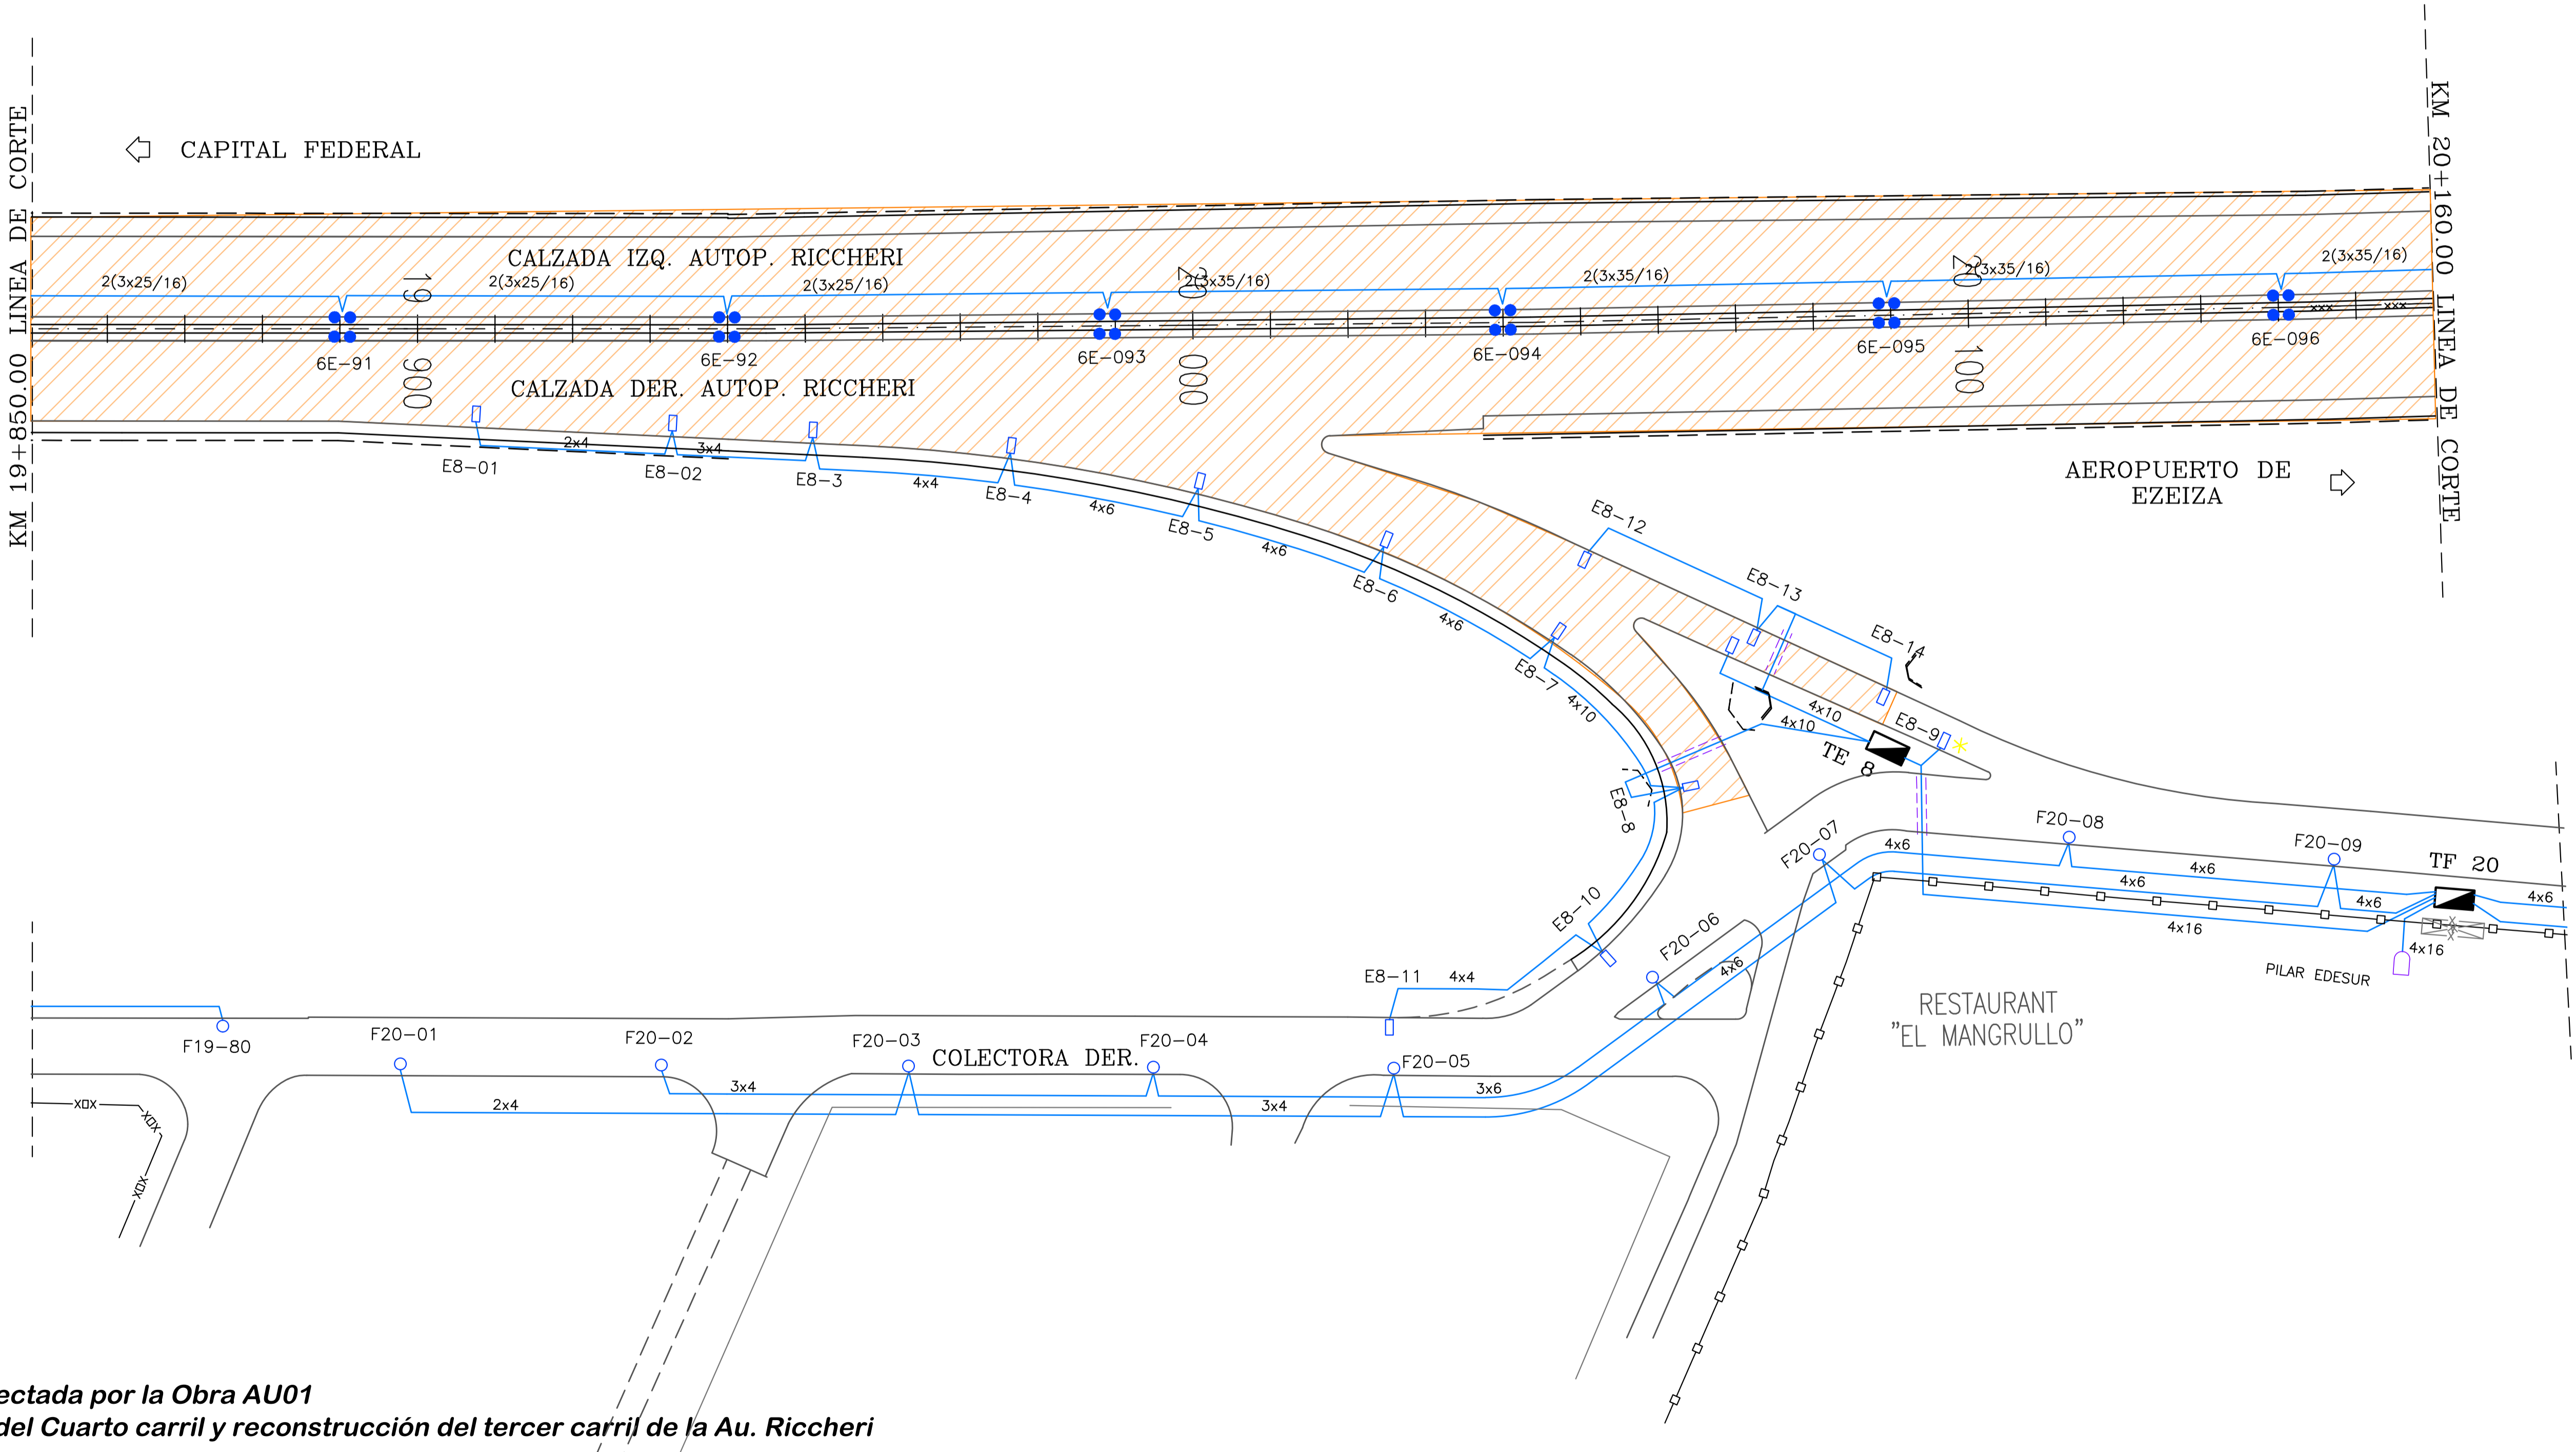 KM 19+850.00 LINEA DE CORTE
KM 20+160.00 LINEA DE CORTE
CAPITAL FEDERAL
CALZADA IZQ. AUTOP. RICCHERI
2(3x25/16)
2(3x25/16)
2(3x25/16)
2(3x35/16)
2(3x35/16)
2(3x35/16)
2(3x35/16)
19
20
20
xxx
xxx
6E-91
6E-92
6E-093
6E-094
6E-095
6E-096
900
000
100
CALZADA DER. AUTOP. RICCHERI
AEROPUERTO DE
EZEIZA
E8-01
2x4
E8-02
3x4
E8-3
4x4
E8-4
4x6
E8-5
4x6
E8-6
4x6
E8-7
4x10
E8-12
E8-13
E8-14
4x10
4x10
E8-9
TE 8
E8-8
E8-10
E8-11
4x4
F20-07
4x6
F20-08
4x6
F20-09
TF 20
4x6
4x6
4x6
4x16
4x16
PILAR EDESUR
F20-06
4x6
RESTAURANT
"EL MANGRULLO"
F19-80
F20-01
F20-02
F20-03
COLECTORA DER.
F20-04
F20-05
3x4
3x6
2x4
3x4
xox
xox
xox
ectada por la Obra AU01
del Cuarto carril y reconstrucción del tercer carril de la Au. Riccheri